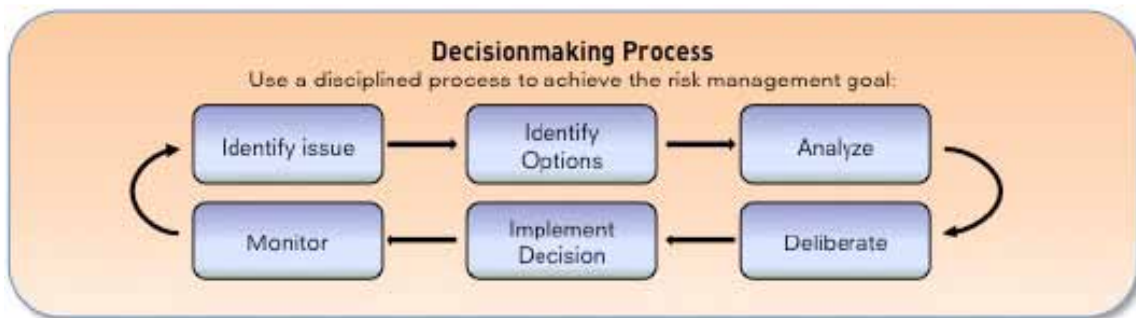 Decisionmaking Process
Use a disciplined process to achieve the risk management goal:
Identify issue
Identify
Options
Analyze
Deliberate
Implement
Decision
Monitor